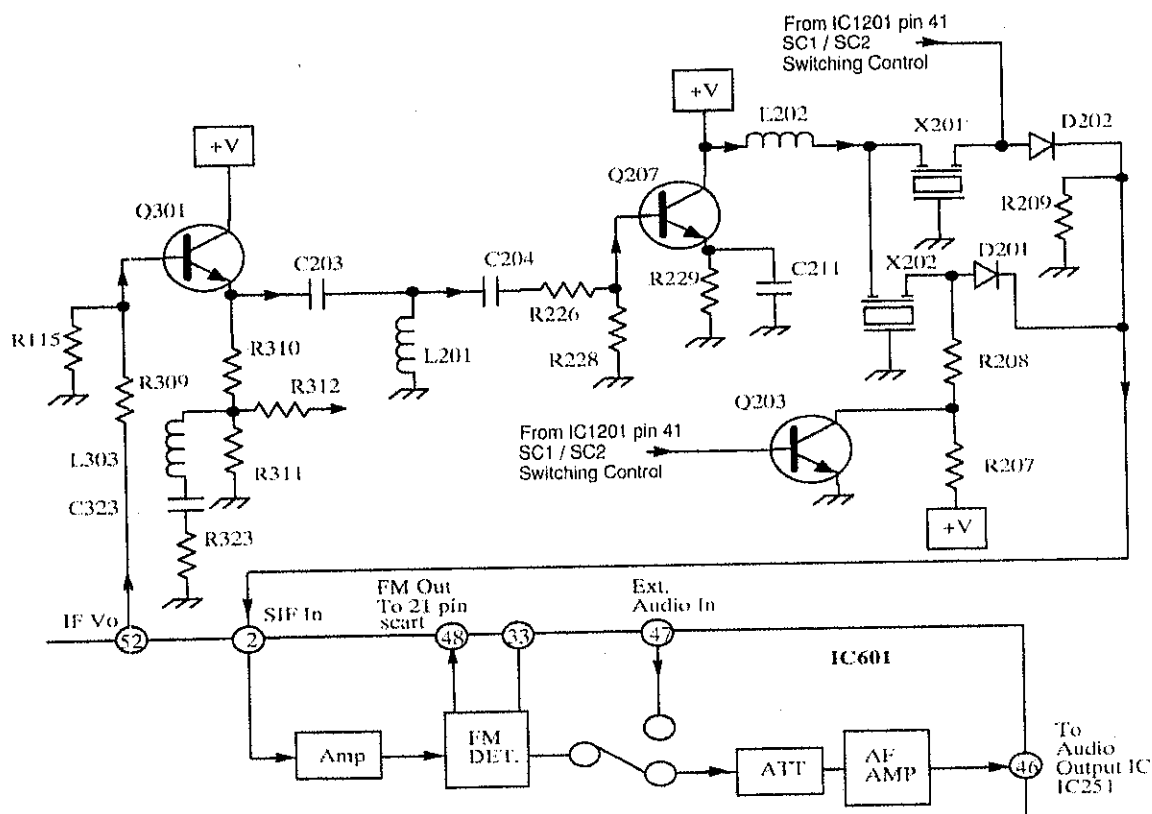 From IC1201 pin 41
SC1 / SC2
Switching Control
+V
L202
X201
D202
+V
Q301
Q207
R209
C203
C204
R229
C211
X202
D201
R115
R226
R310
L201
R228
R208
R309
R312
Q203
From IC1201 pin 41
SC1 / SC2
Switching Control
L303
R311
R207
C323
R323
+V
FM Out
To 21 pin
scart
Ext.
Audio In
IF Vo
SIF In
52
2
48
33
47
IC601
Amp
FM
DET.
ATT
AF
AMP
46
To
Audio
Output IC
IC251